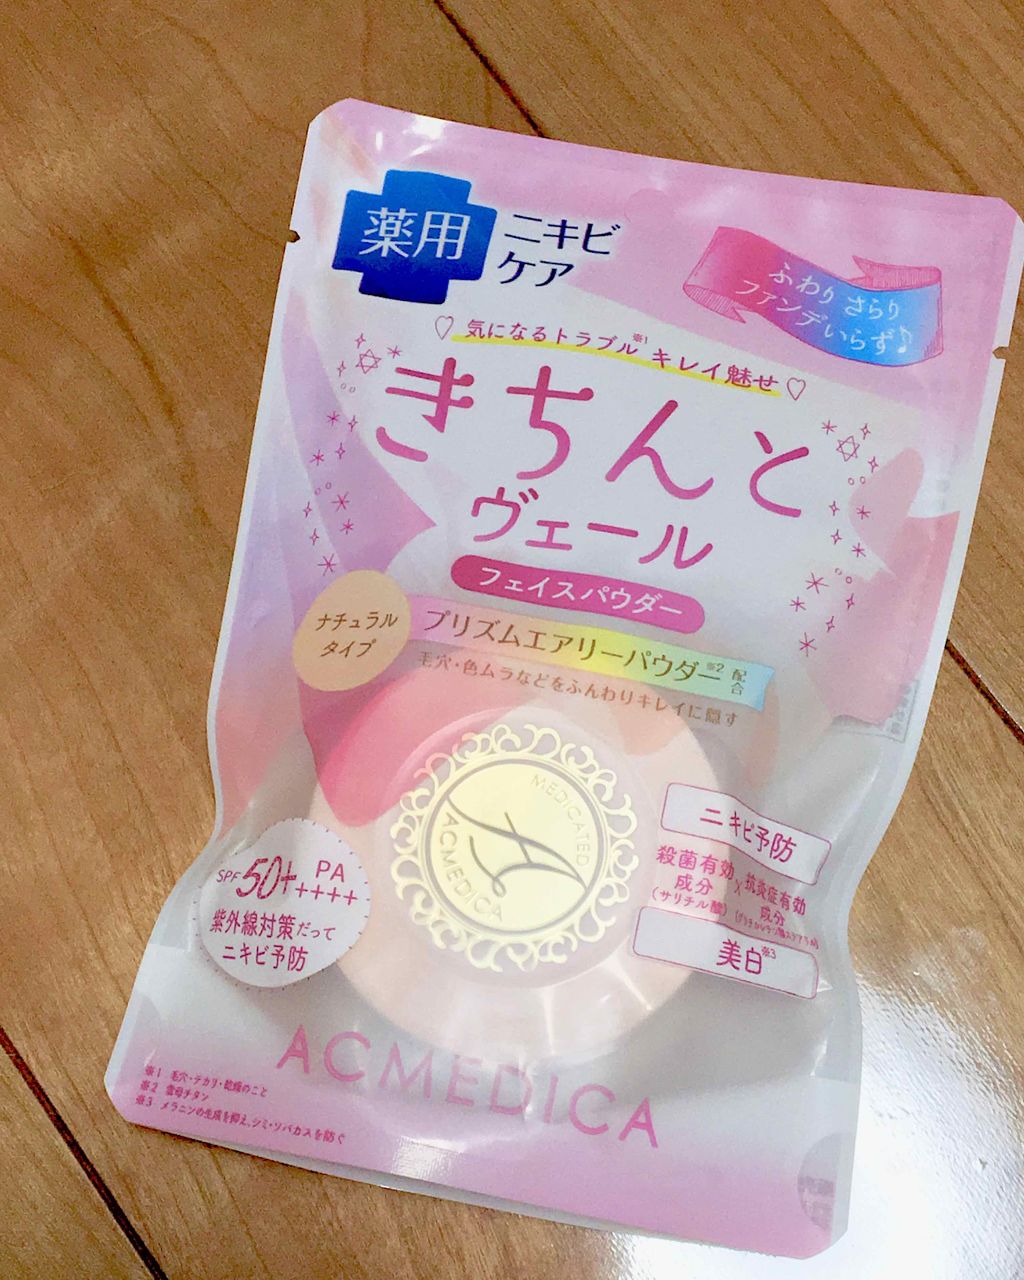 薬用
ニキビ
ケア
ふわり さらり
ファンデいらず♪
♡ 気になるトラブル※1 キレイ魅せ ♡
きちんと
ヴェール
フェイスパウダー
ナチュラル
タイプ
プリズムエアリーパウダー※2 配合
毛穴・色ムラなどをふんわりキレイに隠す
MEDICATED
ACMEDICA
SPF 50+ PA
++++
紫外線対策だって
ニキビ予防
ニキビ予防
殺菌有効
成分
(サリチル酸)
×
抗炎症有効
成分
美白※3
ACMEDICA
※1 毛穴・テカリ・乾燥のこと
※2 雲母チタン
※3 メラニンの生成を抑え、シミ・ソバカスを防ぐ